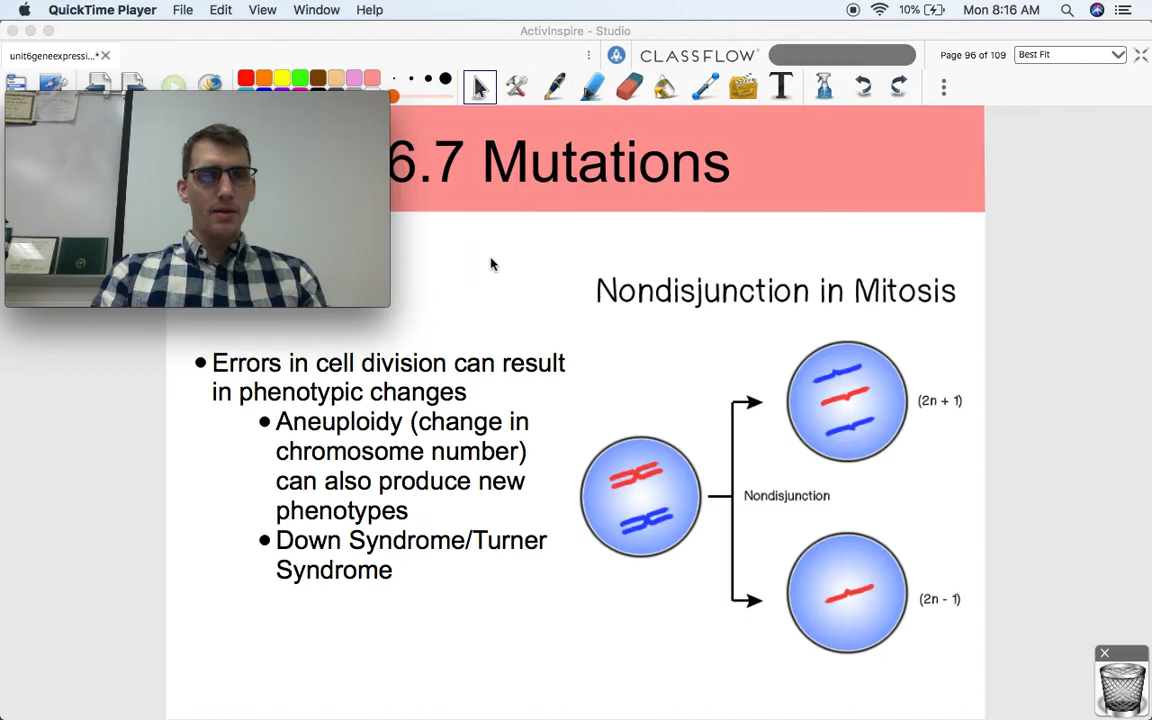 QuickTime Player File Edit View Window Help 10% Mon 8:16 AM
ActivInspire - Studio
unit6geneexpressi...*
CLASSFLOW
Page 96 of 109
Best Fit
6.7 Mutations
Nondisjunction in Mitosis
• Errors in cell division can result
in phenotypic changes
• Aneuploidy (change in
chromosome number)
can also produce new
phenotypes
• Down Syndrome/Turner
Syndrome
(2n + 1)
Nondisjunction
(2n - 1)